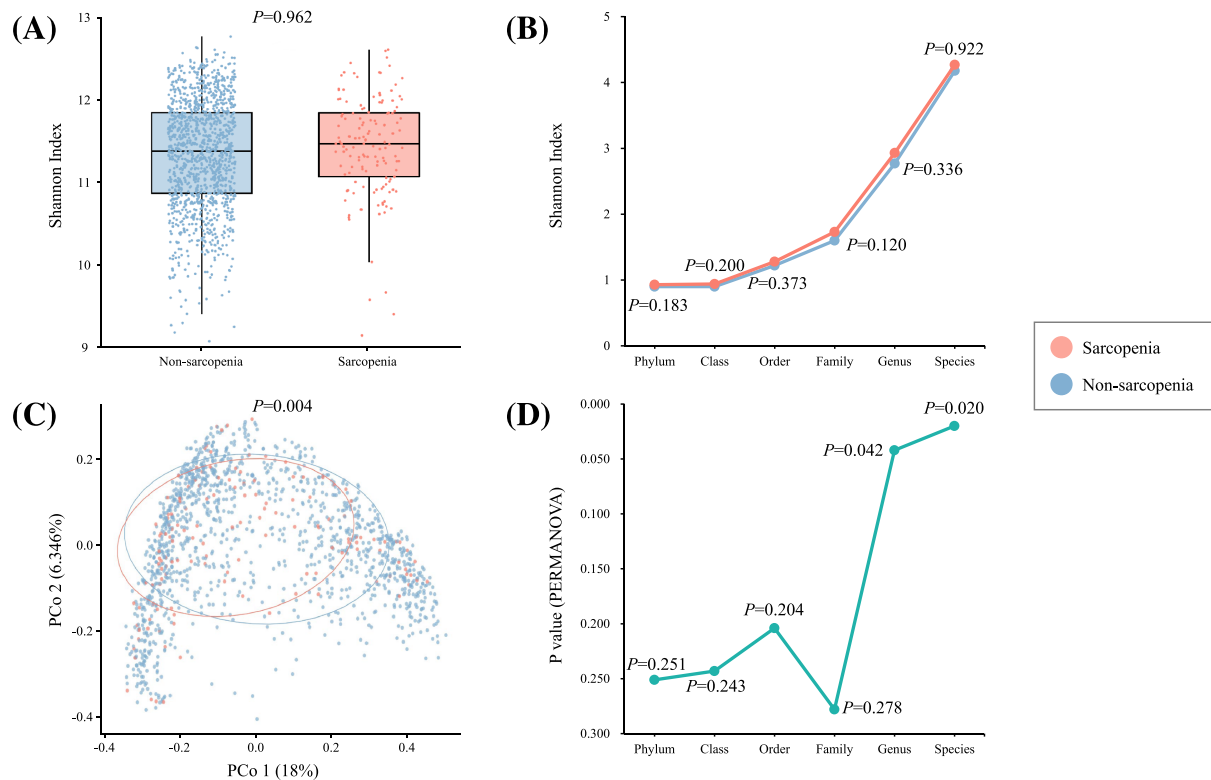 (A)
P=0.962
13
12
11
10
9
Shannon Index
Non-sarcopenia
Sarcopenia
(B)
5
4
3
2
1
0
Shannon Index
P=0.922
P=0.336
P=0.120
P=0.373
P=0.200
P=0.183
Phylum
Class
Order
Family
Genus
Species
Sarcopenia
Non-sarcopenia
(C)
P=0.004
0.2
0.0
-0.2
-0.4
PCo 2 (6.346%)
-0.4
-0.2
0.0
0.2
0.4
PCo 1 (18%)
(D)
0.000
0.050
0.100
0.150
0.200
0.250
0.300
P value (PERMANOVA)
P=0.020
P=0.042
P=0.204
P=0.251
P=0.243
P=0.278
Phylum
Class
Order
Family
Genus
Species